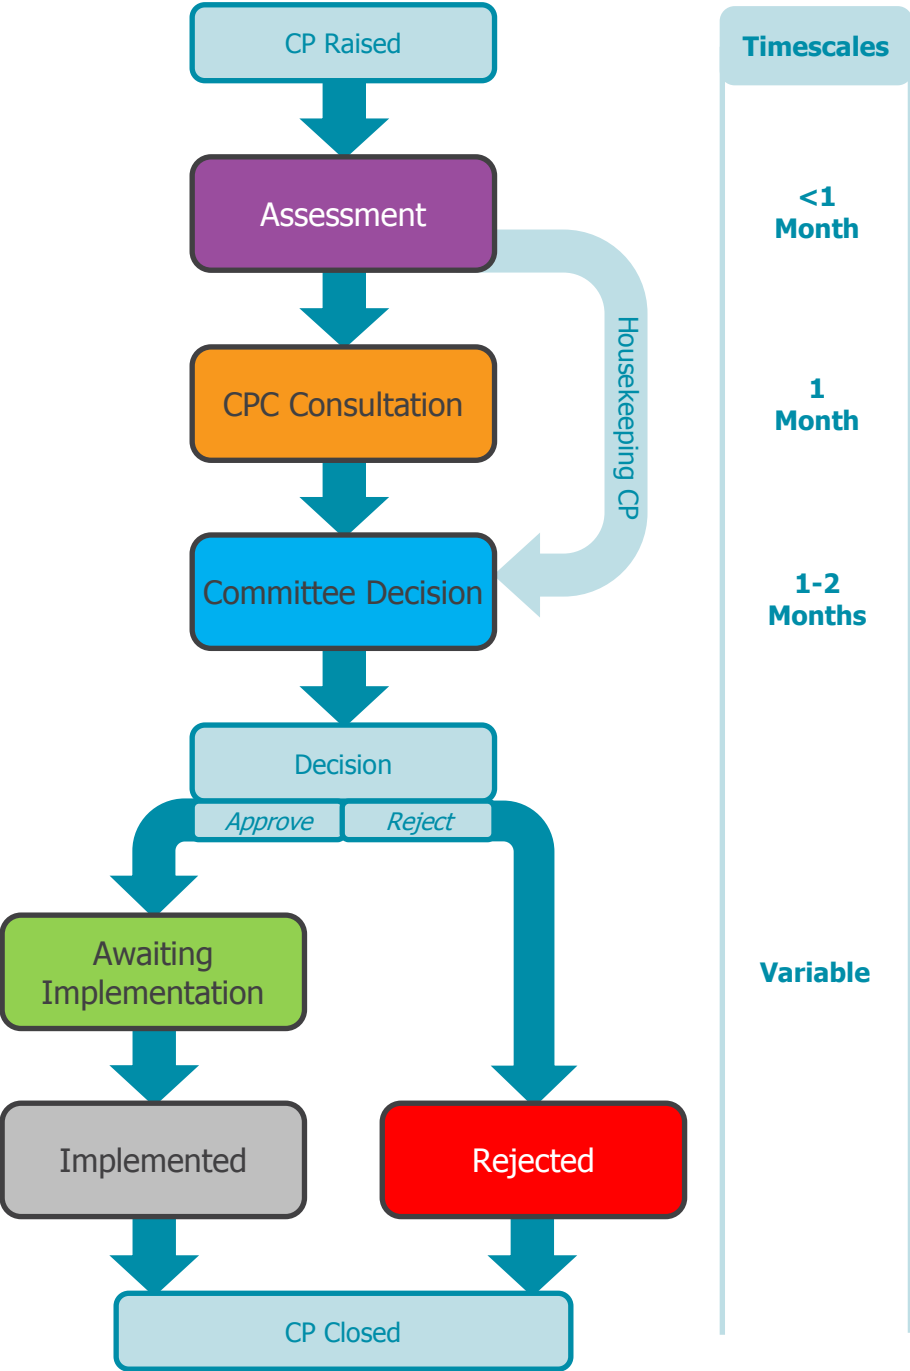 CP Raised
Timescales
Assessment
<1
Month
Housekeeping CP
CPC Consultation
1
Month
Committee Decision
1-2
Months
Decision
Approve
Reject
Awaiting
Implementation
Variable
Implemented
Rejected
CP Closed